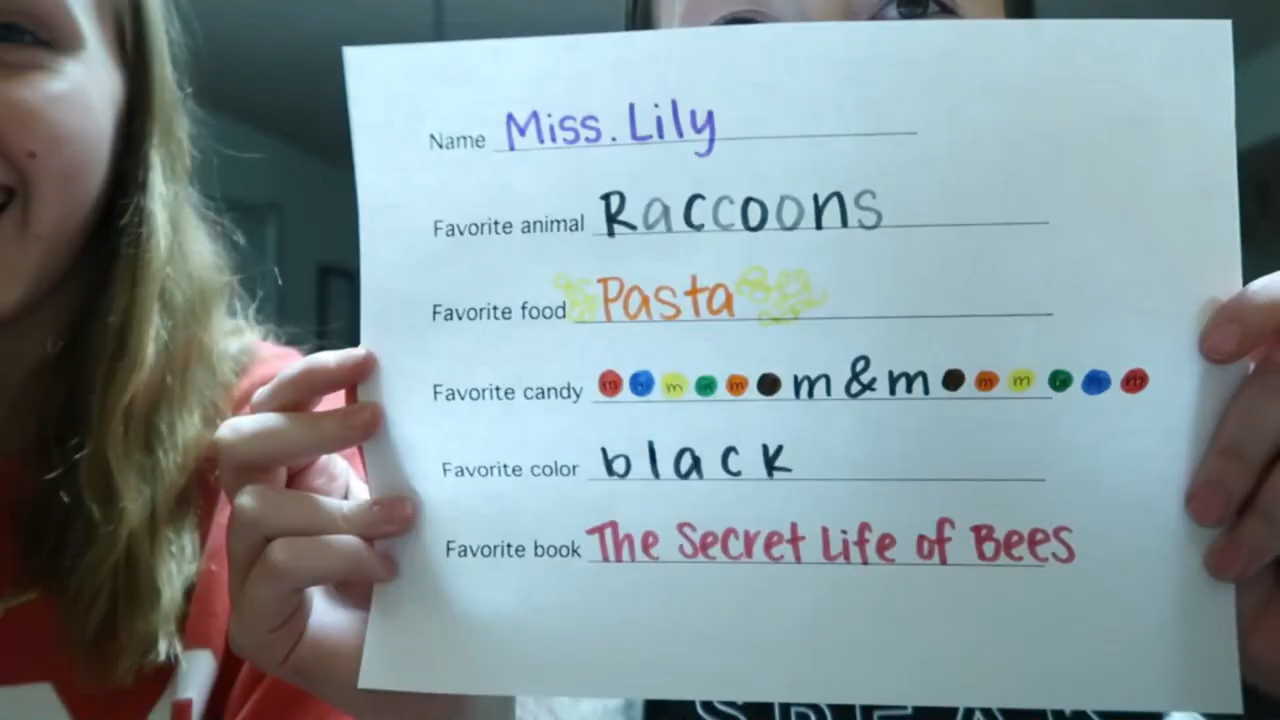 Name Miss. Lily
Favorite animal Raccoons
Favorite food Pasta
Favorite candy m m m m m m & m m m m
Favorite color black
Favorite book The Secret Life of Bees
SPEAK